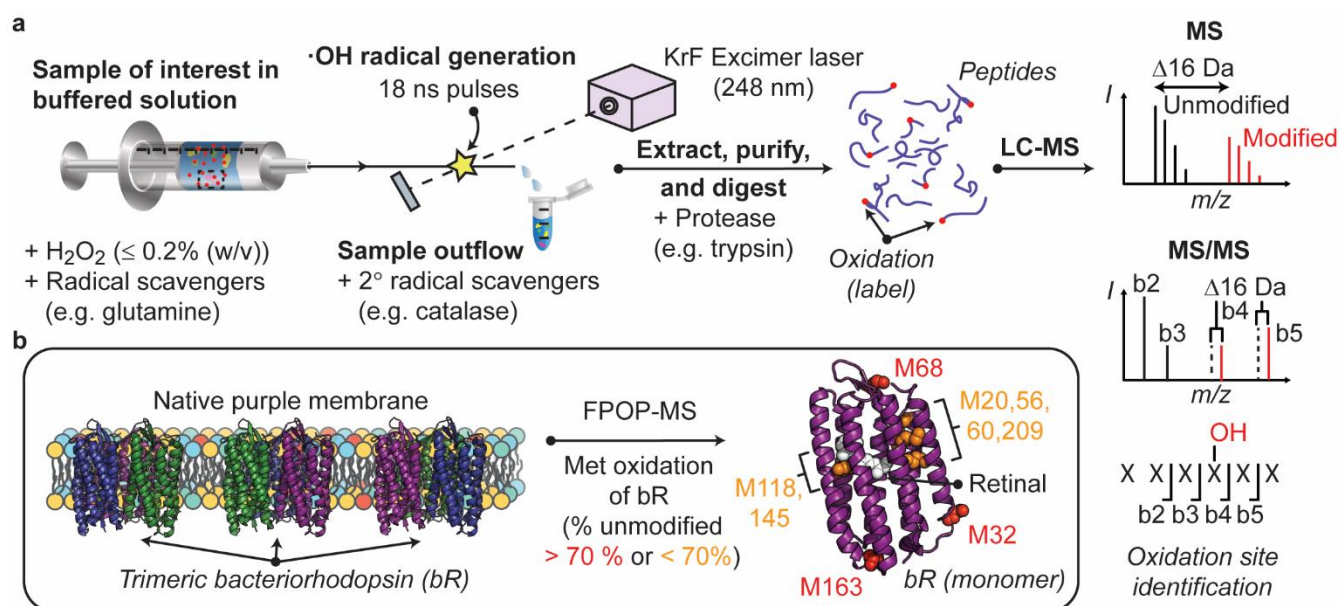 a
Sample of interest in
buffered solution
+ H2O2 (≤ 0.2% (w/v))
+ Radical scavengers
(e.g. glutamine)
·OH radical generation
18 ns pulses
KrF Excimer laser
(248 nm)
Sample outflow
+ 2° radical scavengers
(e.g. catalase)
Extract, purify,
and digest
+ Protease
(e.g. trypsin)
Peptides
Oxidation
(label)
LC-MS
MS
Δ16 Da
I
Unmodified
Modified
m/z
MS/MS
I
b2
b3
Δ16 Da
b4
b5
m/z
OH
X X X X X X
b2 b3 b4 b5
Oxidation site
identification
b
Native purple membrane
Trimeric bacteriorhodopsin (bR)
FPOP-MS
Met oxidation
of bR
(% unmodified
> 70 % or < 70%)
M68
M20,56,
60,209
Retinal
M118,
145
M32
M163
bR (monomer)